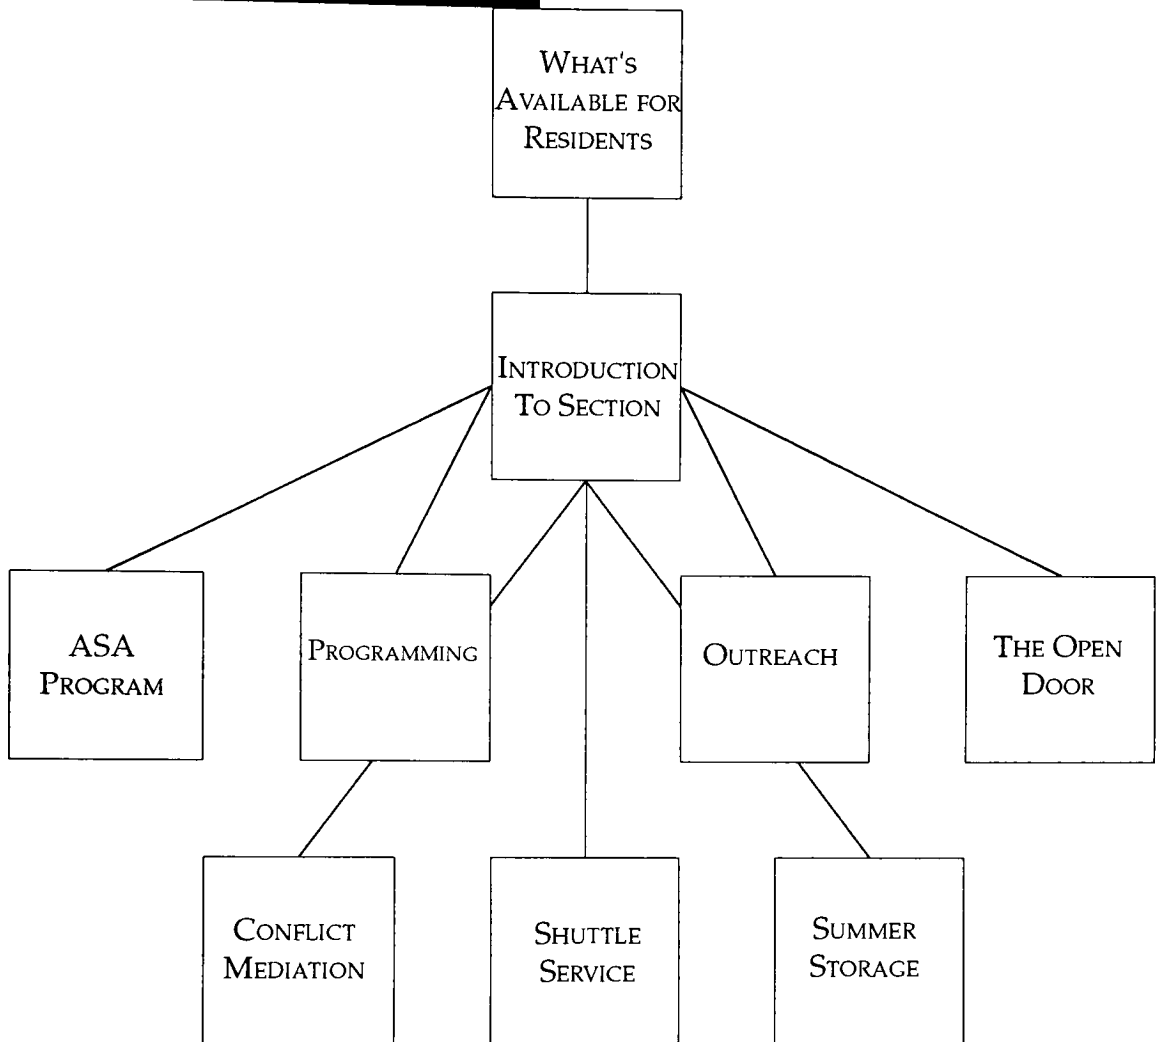 WHAT'S
AVAILABLE FOR
RESIDENTS
INTRODUCTION
TO SECTION
ASA
PROGRAM
PROGRAMMING
OUTREACH
THE OPEN
DOOR
CONFLICT
MEDIATION
SHUTTLE
SERVICE
SUMMER
STORAGE